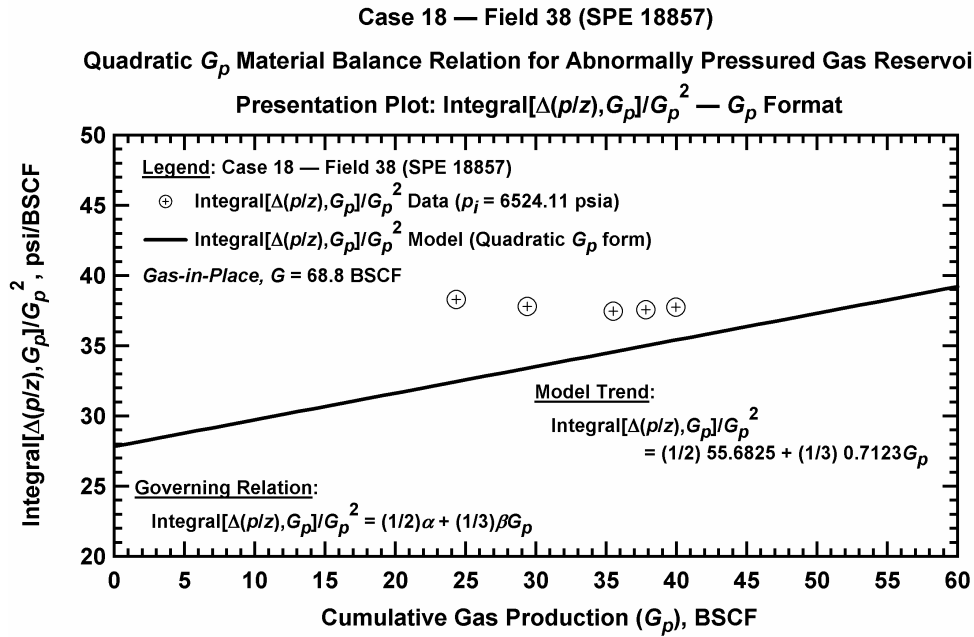 Case 18 — Field 38 (SPE 18857)
Quadratic Gp Material Balance Relation for Abnormally Pressured Gas Reservoi
Presentation Plot: Integral[Δ(p/z),Gp]/Gp² — Gp Format
Integral[Δ(p/z),Gp]/Gp² , psi/BSCF
50
45
40
35
30
25
20
Legend: Case 18 — Field 38 (SPE 18857)
Integral[Δ(p/z),Gp]/Gp² Data (pi = 6524.11 psia)
Integral[Δ(p/z),Gp]/Gp² Model (Quadratic Gp form)
Gas-in-Place, G = 68.8 BSCF
Model Trend:
Integral[Δ(p/z),Gp]/Gp²
= (1/2) 55.6825 + (1/3) 0.7123Gp
Governing Relation:
Integral[Δ(p/z),Gp]/Gp² = (1/2)α + (1/3)βGp
0 5 10 15 20 25 30 35 40 45 50 55 60
Cumulative Gas Production (Gp), BSCF